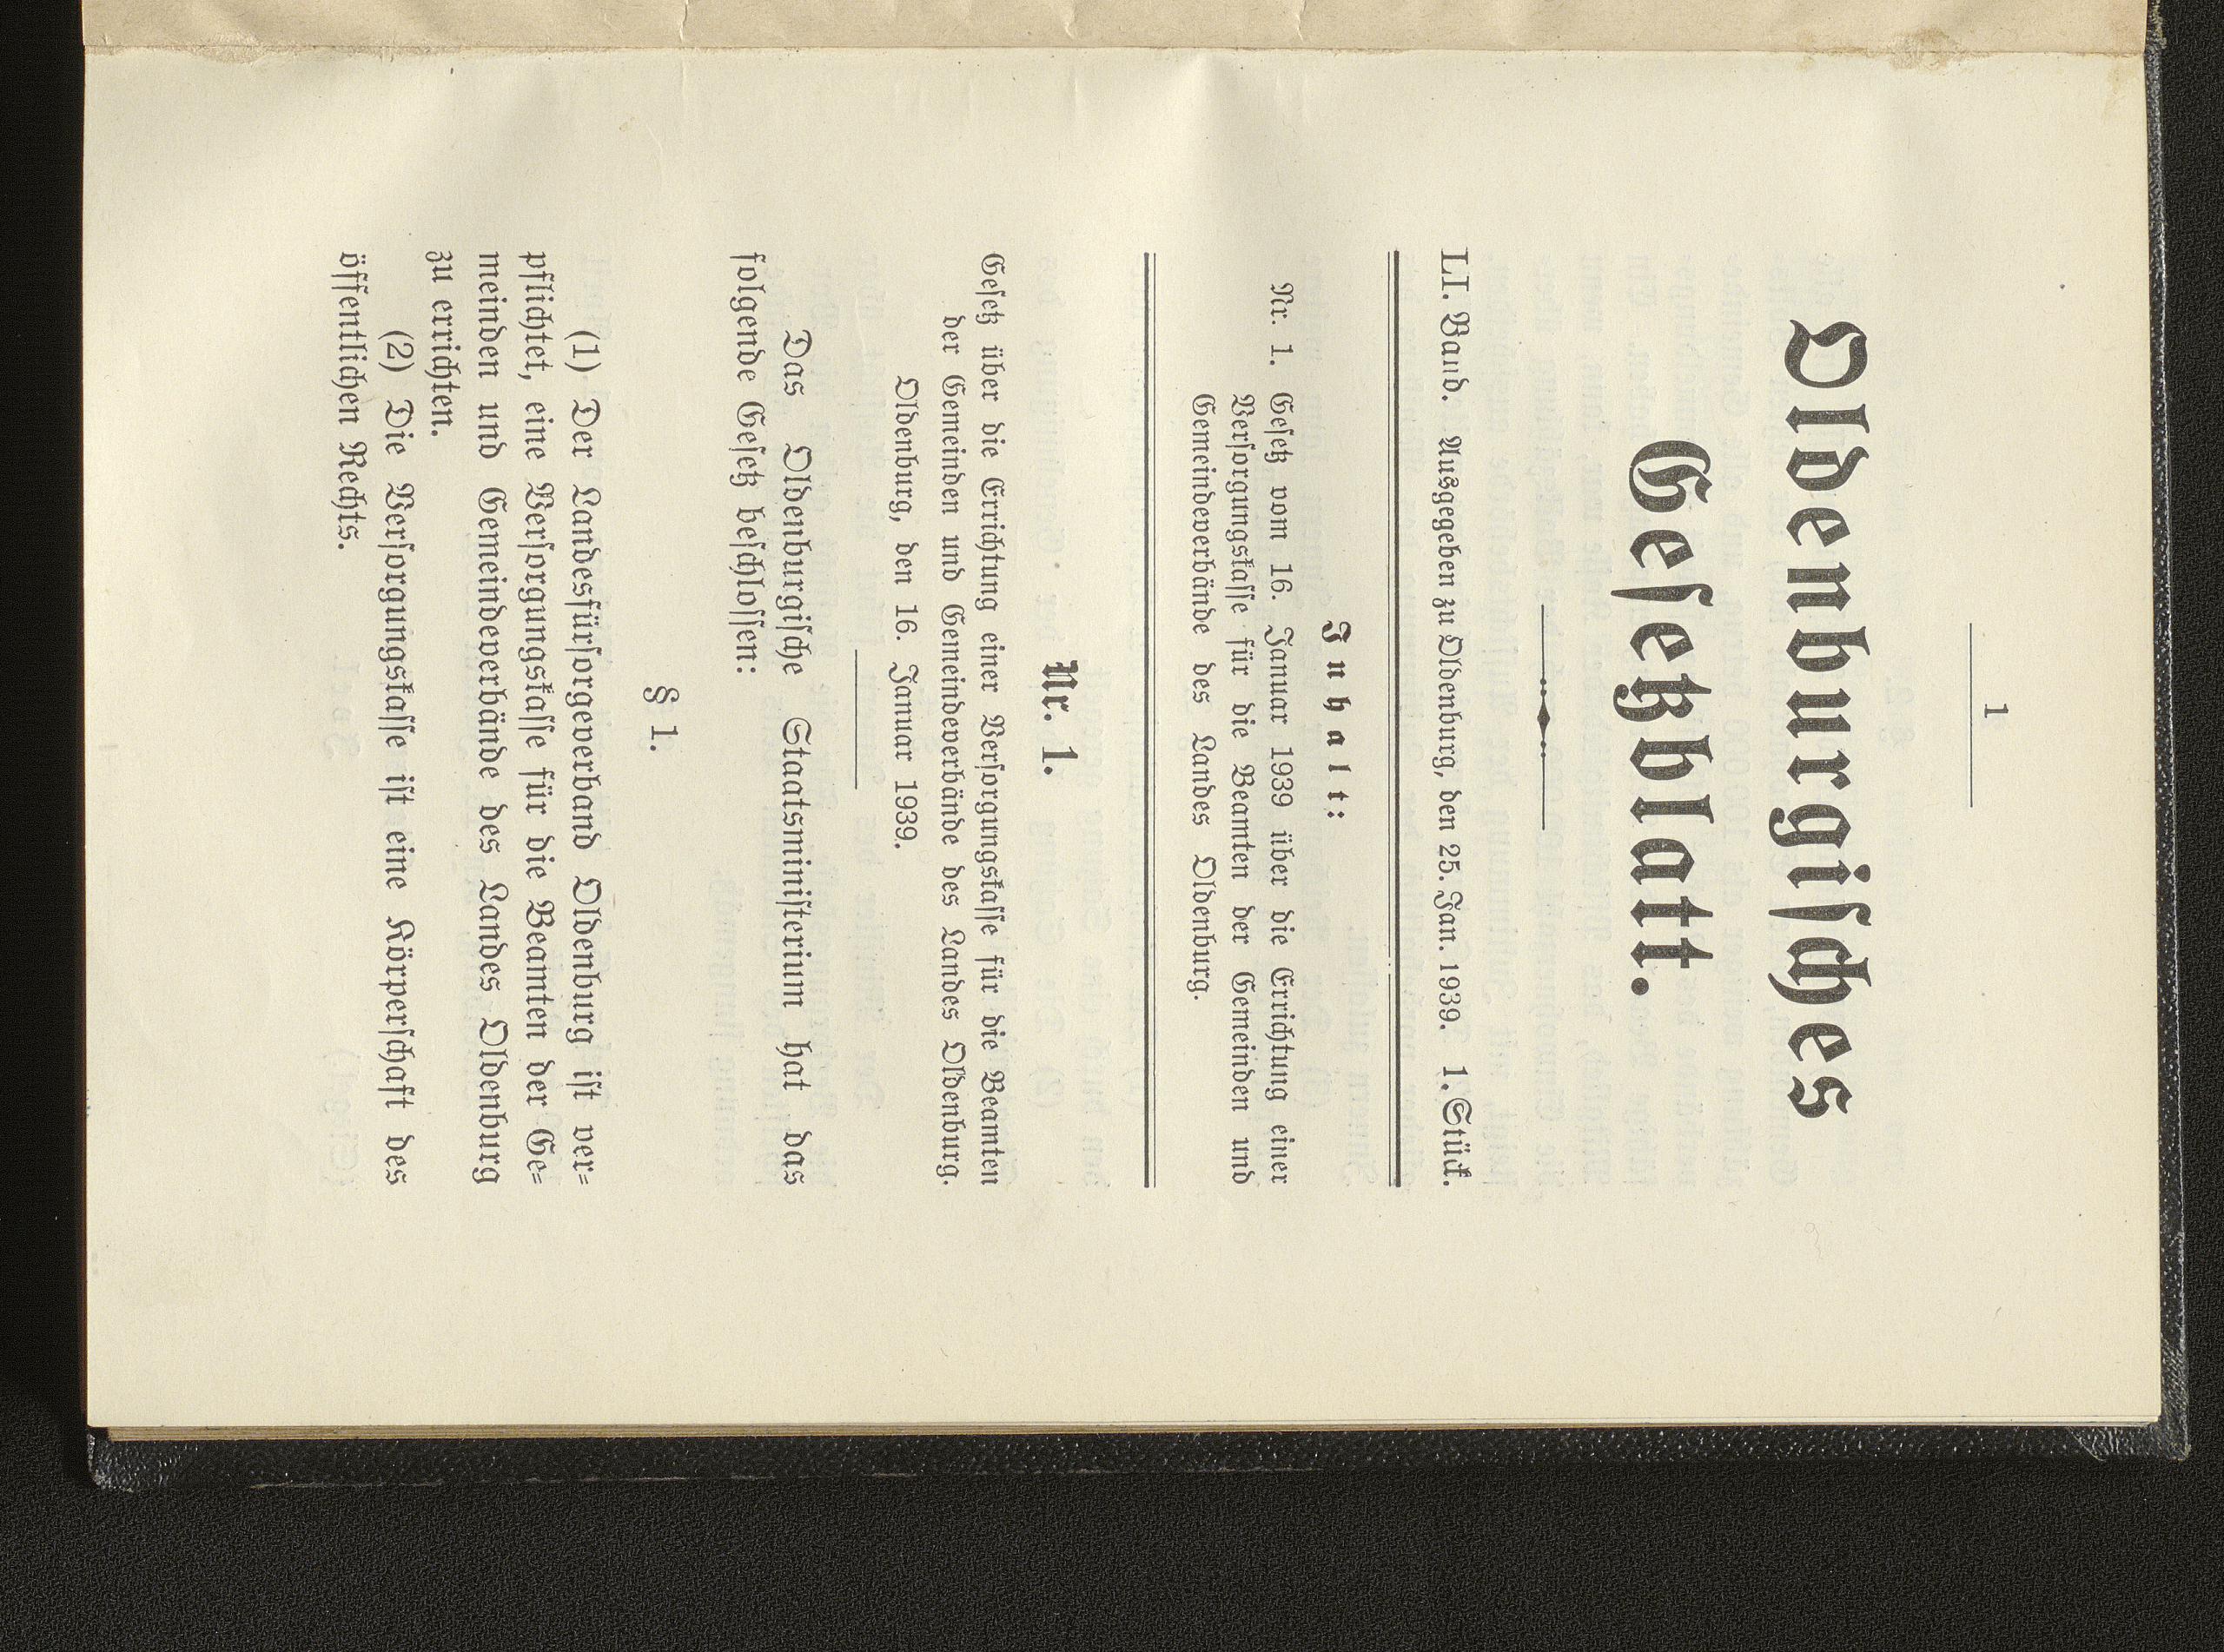 1
Oldenburgisches
Gesetzblatt.
LI. Band. Ausgegeben zu Oldenburg, den 25. Jan. 1939. 1. Stück.
Inhalt:
Nr. 1. Gesetz vom 16. Januar 1939 über die Errichtung einer
Versorgungskasse für die Beamten der Gemeinden und
Gemeindeverbände des Landes Oldenburg.
Nr. 1.
Gesetz über die Errichtung einer Versorgungskasse für die Beamten
der Gemeinden und Gemeindeverbände des Landes Oldenburg.
Oldenburg, den 16. Januar 1939.
Das Oldenburgische Staatsministerium hat das
folgende Gesetz beschlossen:
§ 1.
(1) Der Landesfürsorgeverband Oldenburg ist ver-
pflichtet, eine Versorgungskasse für die Beamten der Ge-
meinden und Gemeindeverbände des Landes Oldenburg
zu errichten.
(2) Die Versorgungskasse ist eine Körperschaft des
öffentlichen Rechts.